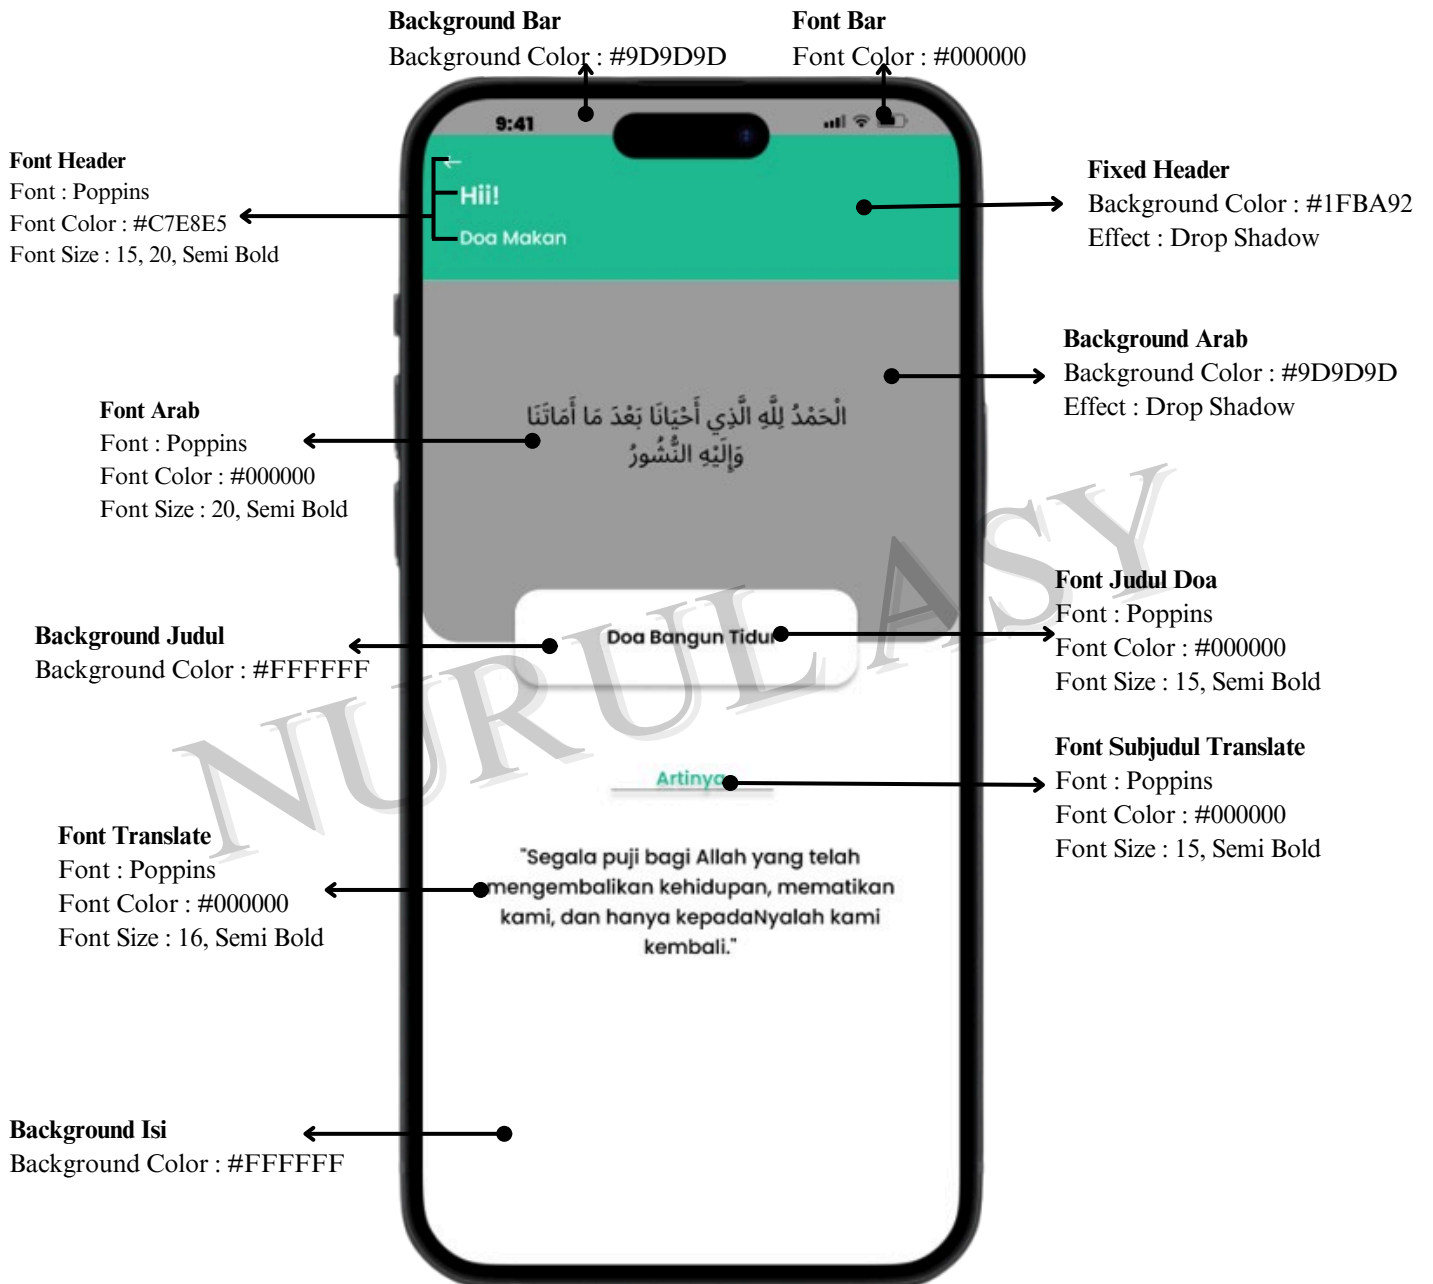 Background Bar
Background Color : #9D9D9D
Font Bar
Font Color : #000000
9:41
Font Header
Font : Poppins
Font Color : #C7E8E5
Font Size : 15, 20, Semi Bold
←
Hii!
Doa Makan
Fixed Header
Background Color : #1FBA92
Effect : Drop Shadow
Background Arab
Background Color : #9D9D9D
Effect : Drop Shadow
Font Arab
Font : Poppins
Font Color : #000000
Font Size : 20, Semi Bold
الْحَمْدُ لِلَّهِ الَّذِي أَحْيَانَا بَعْدَ مَا أَمَاتَنَا
وَإِلَيْهِ النُّشُورُ
Font Judul Doa
Font : Poppins
Font Color : #000000
Font Size : 15, Semi Bold
Background Judul
Background Color : #FFFFFF
Doa Bangun Tidur
NURUL ASY
Font Subjudul Translate
Font : Poppins
Font Color : #000000
Font Size : 15, Semi Bold
Artinya
Font Translate
Font : Poppins
Font Color : #000000
Font Size : 16, Semi Bold
"Segala puji bagi Allah yang telah
mengembalikan kehidupan, mematikan
kami, dan hanya kepadaNyalah kami
kembali."
Background Isi
Background Color : #FFFFFF